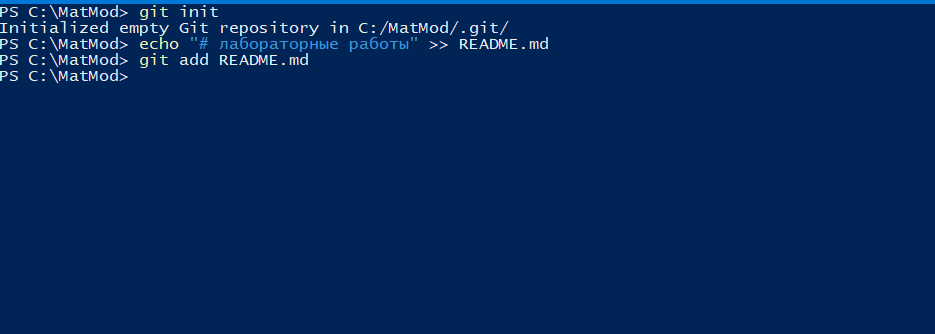 PS C:\MatMod> git init
Initialized empty Git repository in C:/MatMod/.git/
PS C:\MatMod> echo "# лабораторные работы" >> README.md
PS C:\MatMod> git add README.md
PS C:\MatMod>